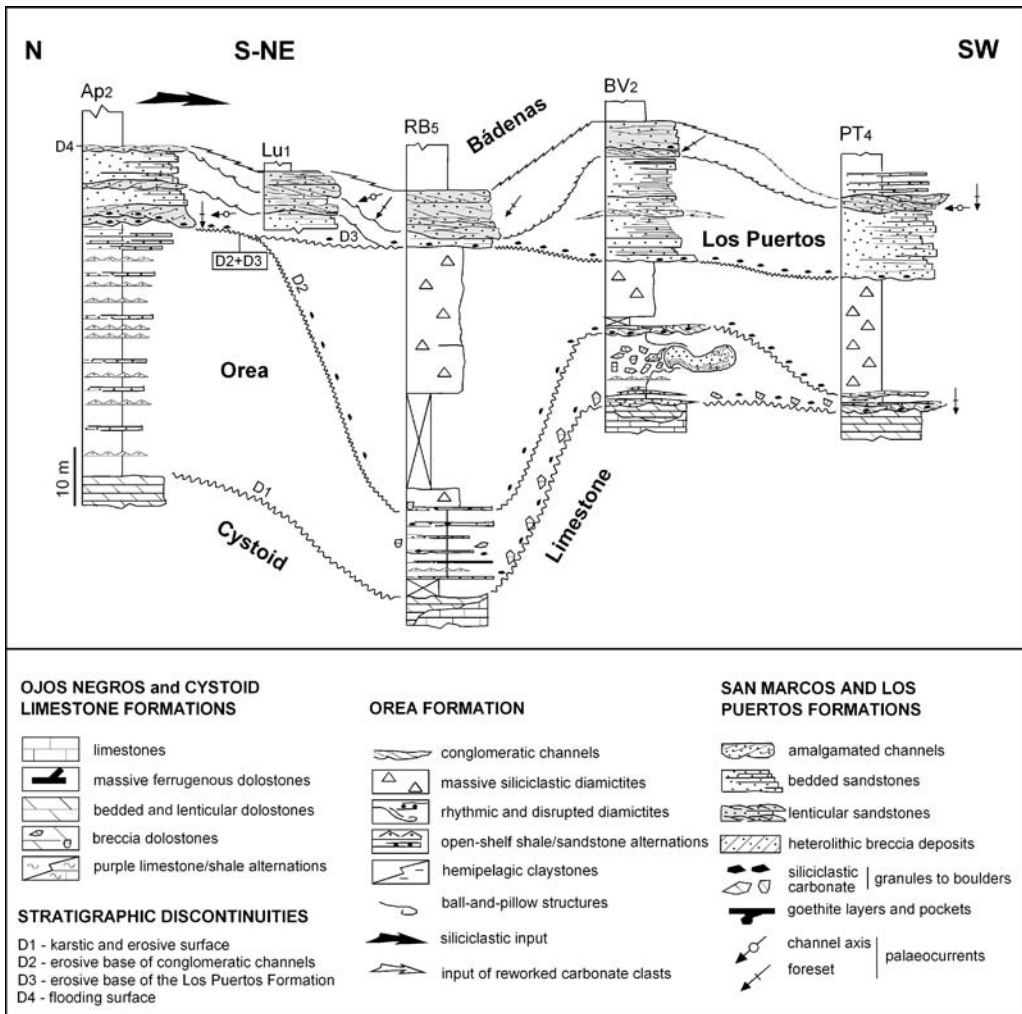 N
S-NE
SW
Ap2
BV2
RB5
Bádenas
PT4
D4
Lu1
D3
Los Puertos
D2+D3
D2
Orea
10 m
D1
Cystoid
Limestone
OJOS NEGROS and CYSTOID
LIMESTONE FORMATIONS
limestones
massive ferrugenous dolostones
bedded and lenticular dolostones
breccia dolostones
purple limestone/shale alternations
STRATIGRAPHIC DISCONTINUITIES
D1 - karstic and erosive surface
D2 - erosive base of conglomeratic channels
D3 - erosive base of the Los Puertos Formation
D4 - flooding surface
OREA FORMATION
conglomeratic channels
massive siliciclastic diamictites
rhythmic and disrupted diamictites
open-shelf shale/sandstone alternations
hemipelagic claystones
ball-and-pillow structures
siliciclastic input
input of reworked carbonate clasts
SAN MARCOS AND LOS
PUERTOS FORMATIONS
amalgamated channels
bedded sandstones
lenticular sandstones
heterolithic breccia deposits
siliciclastic
carbonate
granules to boulders
goethite layers and pockets
channel axis
foreset
palaeocurrents